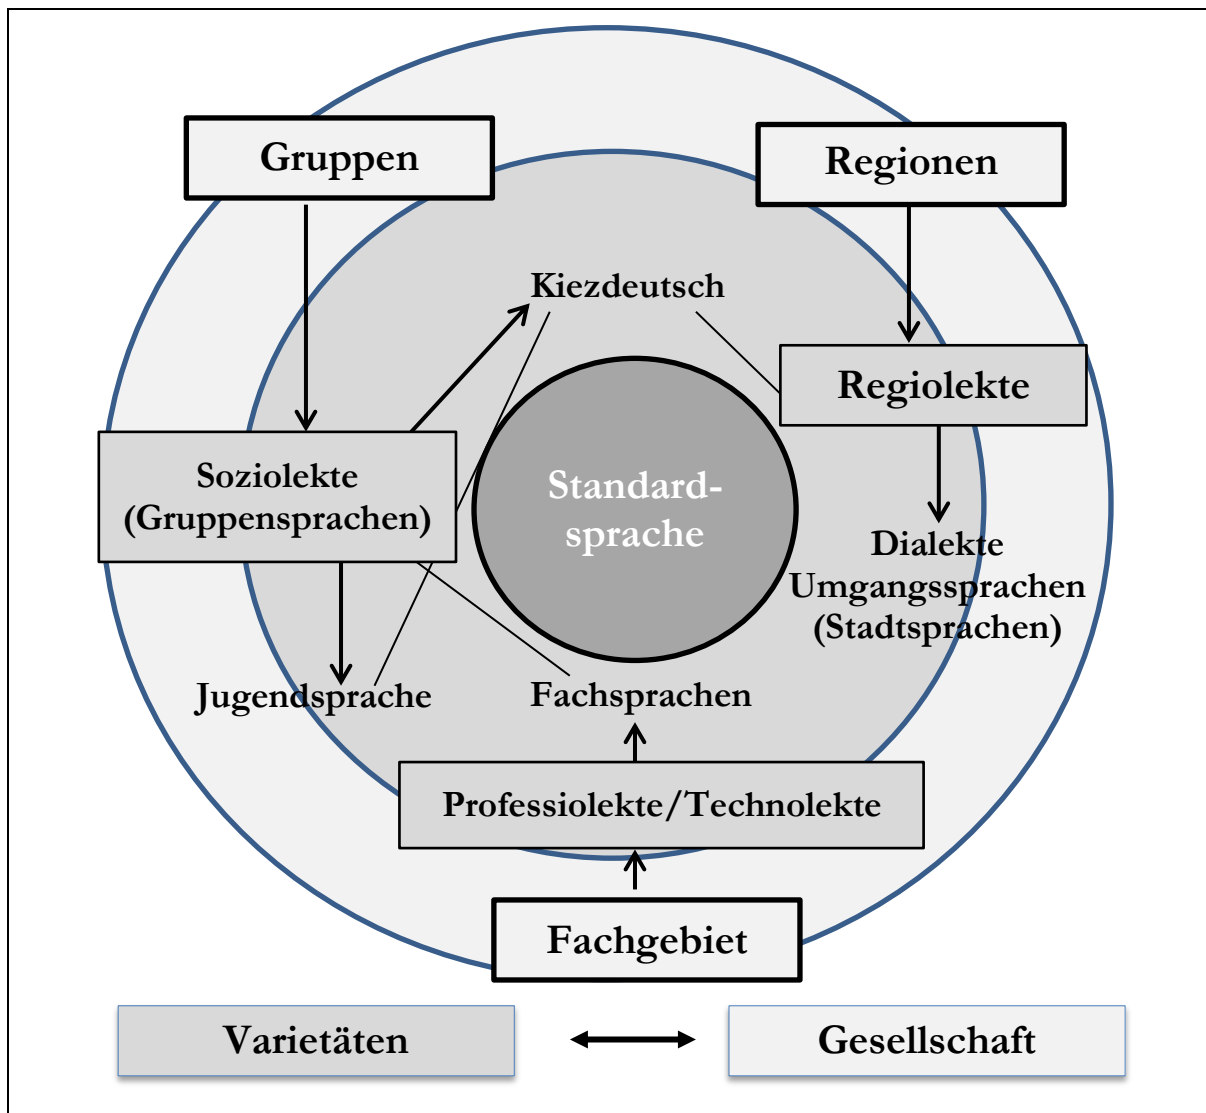 Gruppen
Regionen
Kiezdeutsch
Regiolekte
Soziolekte
(Gruppensprachen)
Standard-
sprache
Dialekte
Umgangssprachen
(Stadtsprachen)
Jugendsprache
Fachsprachen
Professiolekte/Technolekte
Fachgebiet
Varietäten
Gesellschaft